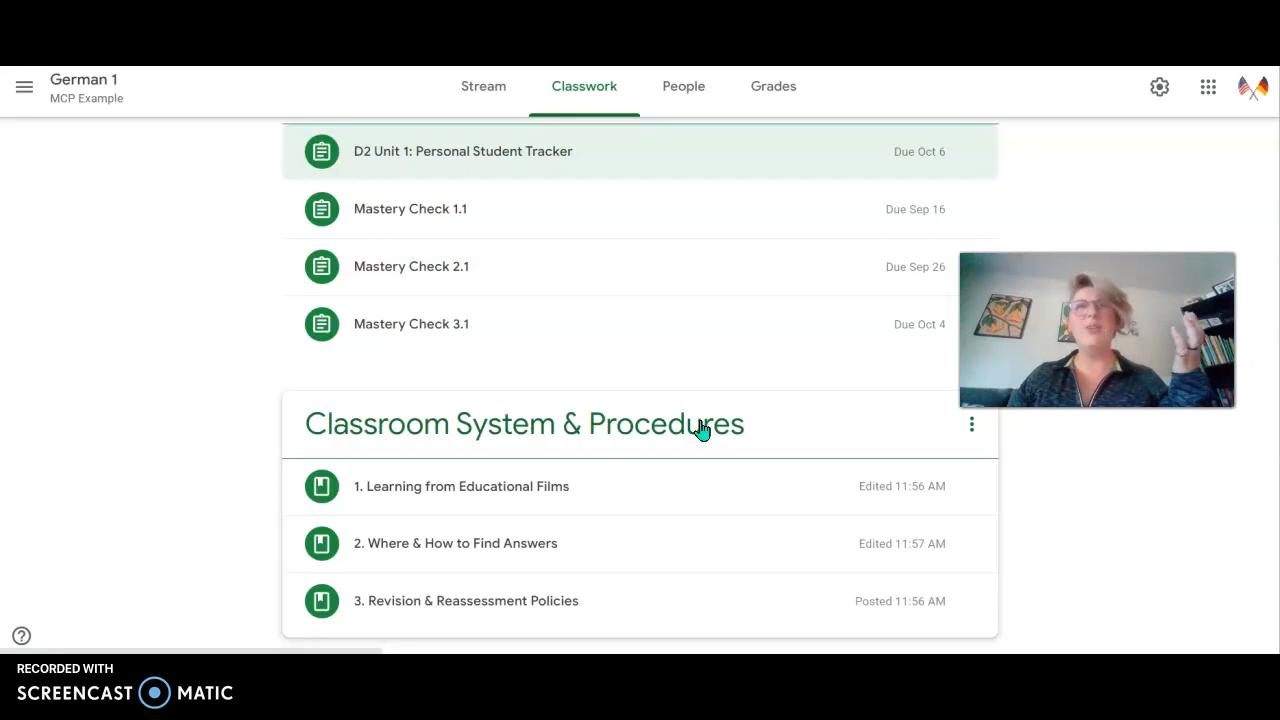 German 1
MCP Example
Stream
Classwork
People
Grades
D2 Unit 1: Personal Student Tracker
Due Oct 6
Mastery Check 1.1
Due Sep 16
Mastery Check 2.1
Due Sep 26
Mastery Check 3.1
Due Oct 4
Classroom System & Procedures
1. Learning from Educational Films
Edited 11:56 AM
2. Where & How to Find Answers
Edited 11:57 AM
3. Revision & Reassessment Policies
Posted 11:56 AM
RECORDED WITH
SCREENCAST MATIC